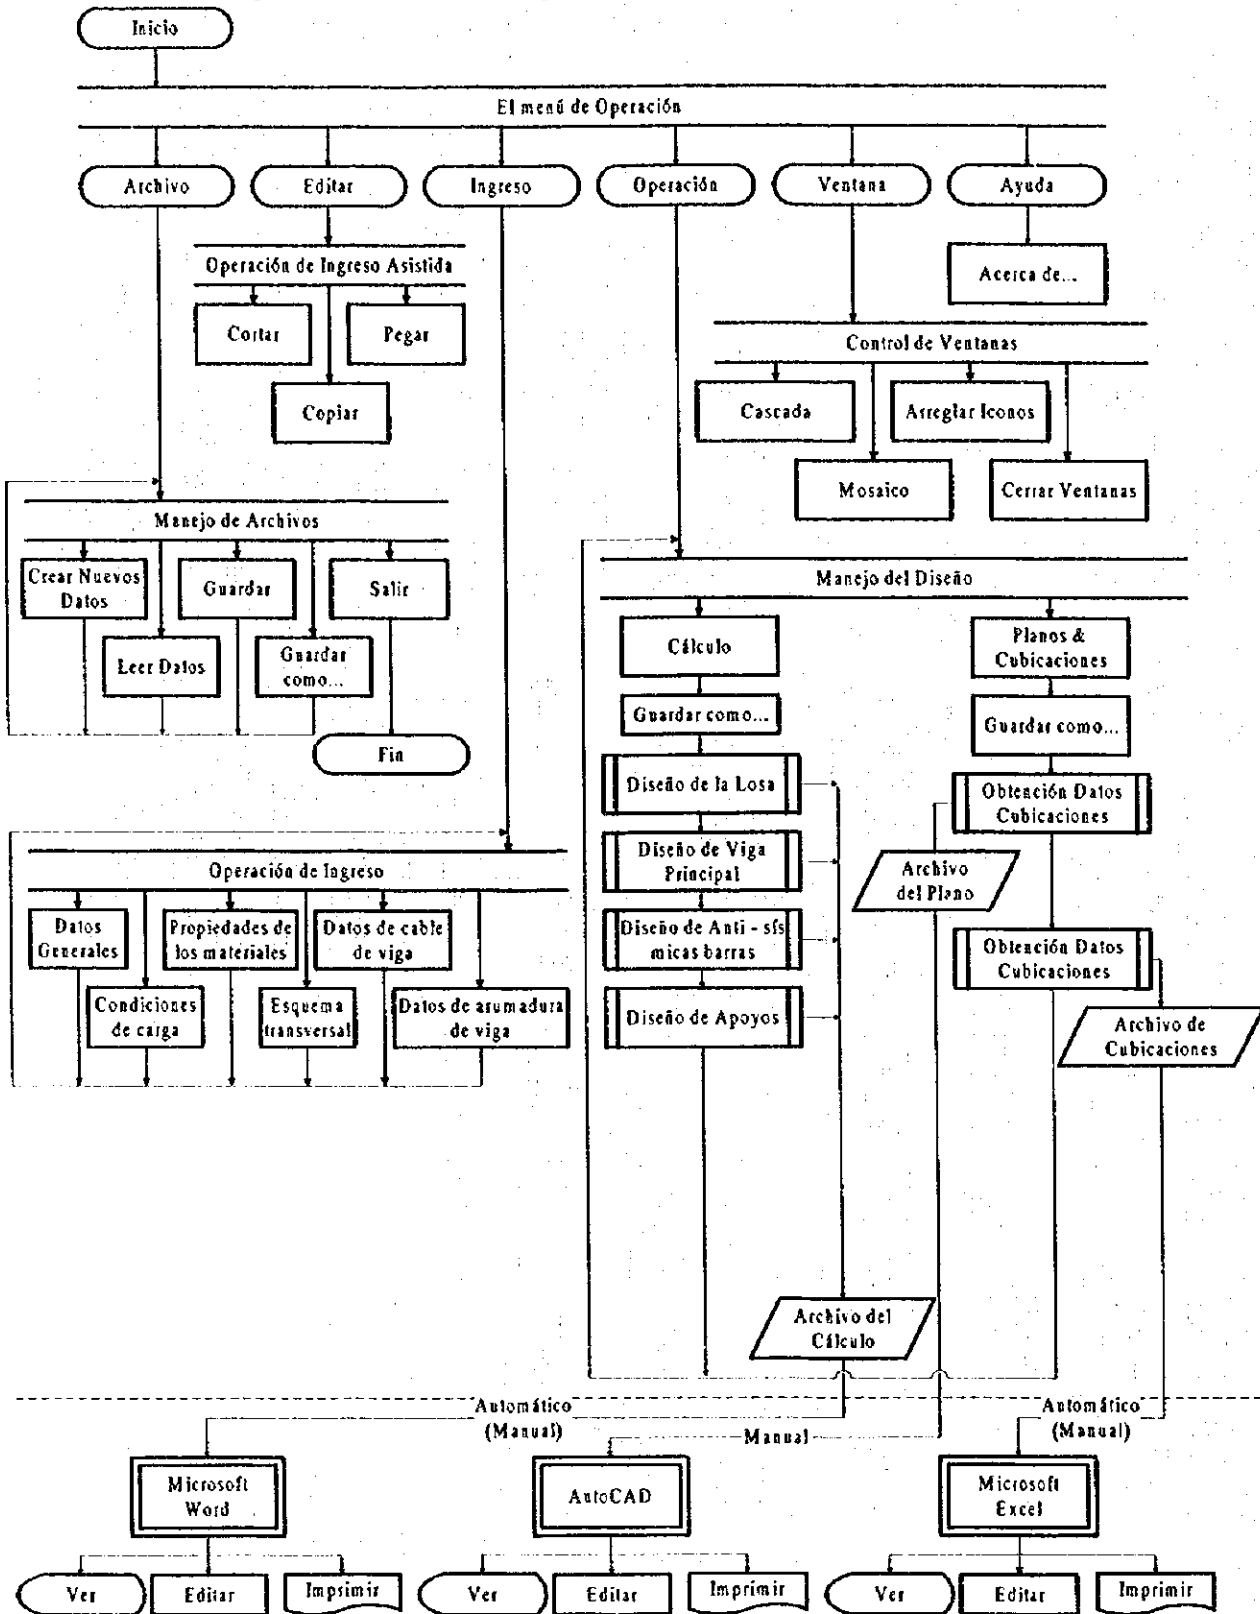 Inicio
El menú de Operación
Archivo
Editar
Ingreso
Operación
Ventana
Ayuda
Operación de Ingreso Asistida
Cortar
Pegar
Copiar
Acerca de...
Control de Ventanas
Cascada
Arreglar Iconos
Mosaico
Cerrar Ventanas
Manejo de Archivos
Crear Nuevos
Datos
Guardar
Salir
Leer Datos
Guardar
como...
Fin
Manejo del Diseño
Cálculo
Guardar como...
Diseño de la Losa
Diseño de Viga
Principal
Diseño de Anti - sís
micas barras
Diseño de Apoyos
Planos &
Cubicaciones
Guardar como...
Obtención Datos
Cubicaciones
Archivo
del Plano
Obtención Datos
Cubicaciones
Archivo de
Cubicaciones
Operación de Ingreso
Datos
Generales
Propiedades de
los materiales
Datos de cable
de viga
Condiciones
de carga
Esquema
transversal
Datos de arumadura
de viga
Archivo del
Cálculo
Automático
(Manual)
Manual
Automático
(Manual)
Microsoft
Word
AutoCAD
Microsoft
Excel
Ver
Editar
Imprimir
Ver
Editar
Imprimir
Ver
Editar
Imprimir